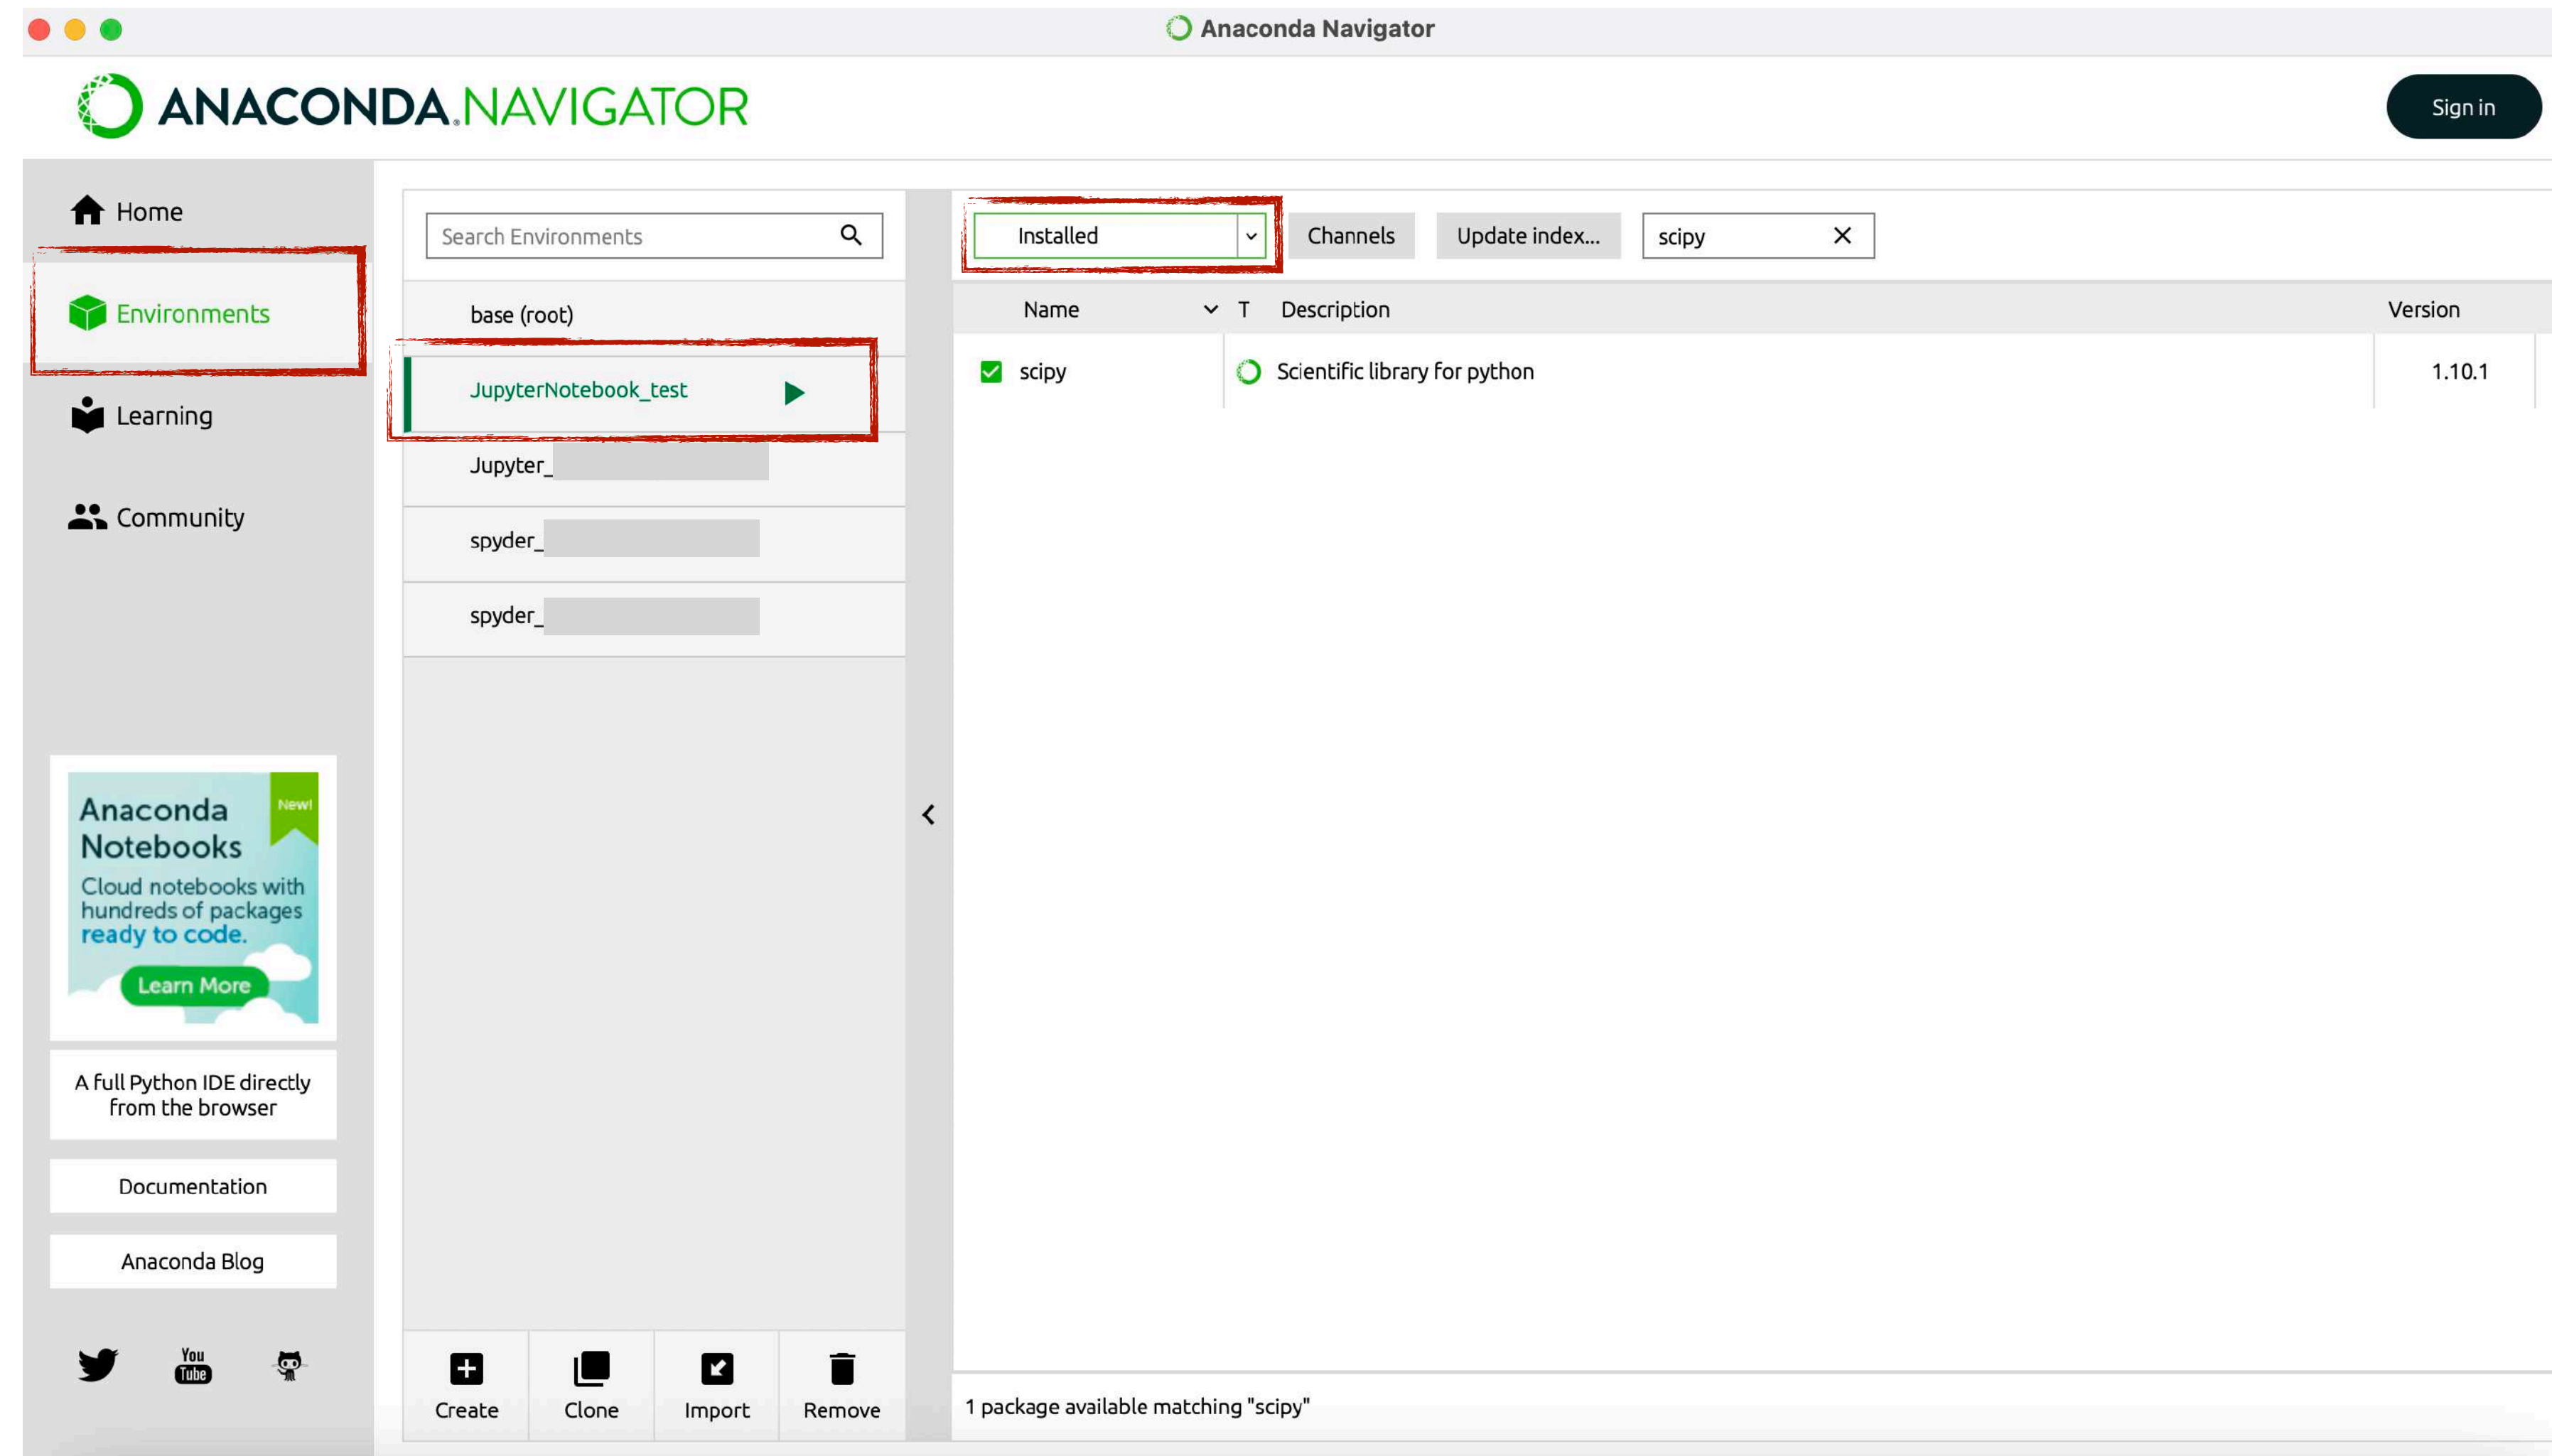 Anaconda Navigator
ANACONDA.NAVIGATOR
Sign in
Home
Environments
Learning
Community
Anaconda
Notebooks
New!
Cloud notebooks with
hundreds of packages
ready to code.
Learn More
A full Python IDE directly
from the browser
Documentation
Anaconda Blog
You
Tube
Search Environments
base (root)
JupyterNotebook_test
Jupyter_
spyder_
spyder_
Create
Clone
Import
Remove
Installed
Channels
Update index...
scipy
Name
T
Description
Version
scipy
Scientific library for python
1.10.1
1 package available matching "scipy"